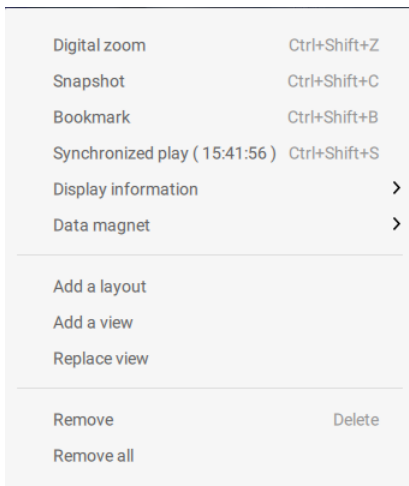 Digital zoom Ctrl+Shift+Z
Snapshot Ctrl+Shift+C
Bookmark Ctrl+Shift+B
Synchronized play ( 15:41:56 ) Ctrl+Shift+S
Display information
Data magnet
Add a layout
Add a view
Replace view
Remove Delete
Remove all